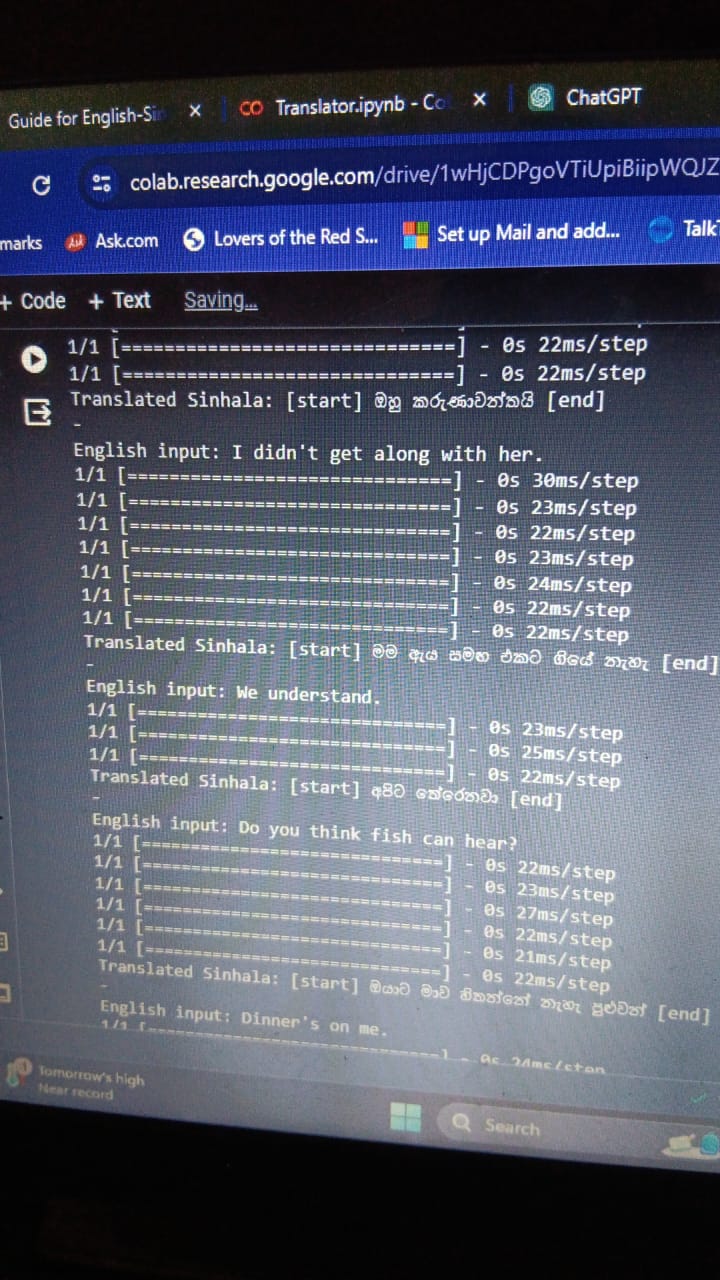 Guide for English-Sin
Translator.ipynb - Co
ChatGPT
colab.research.google.com/drive/1wHjCDPgoVTiUpiBiipWQJZ
marks
Ask.com
Lovers of the Red S...
Set up Mail and add...
Talk
+ Code + Text Saving...
1/1 [==============================] - 0s 22ms/step
1/1 [==============================] - 0s 22ms/step
Translated Sinhala: [start] ඔහු කරුණාවන්තයි [end]
-
English input: I didn't get along with her.
1/1 [==============================] - 0s 30ms/step
1/1 [==============================] - 0s 23ms/step
1/1 [==============================] - 0s 22ms/step
1/1 [==============================] - 0s 23ms/step
1/1 [==============================] - 0s 24ms/step
1/1 [==============================] - 0s 22ms/step
1/1 [==============================] - 0s 22ms/step
Translated Sinhala: [start] මම ඇය සමඟ එකට ගියේ නැහැ [end]
-
English input: We understand.
1/1 [==============================] - 0s 23ms/step
1/1 [==============================] - 0s 25ms/step
1/1 [==============================] - 0s 22ms/step
Translated Sinhala: [start] අපිට තේරෙනවා [end]
-
English input: Do you think fish can hear?
1/1 [==============================] - 0s 22ms/step
1/1 [==============================] - 0s 23ms/step
1/1 [==============================] - 0s 27ms/step
1/1 [==============================] - 0s 22ms/step
1/1 [==============================] - 0s 21ms/step
1/1 [==============================] - 0s 22ms/step
Translated Sinhala: [start] ඔයාට මාව හිතන්නේ නැහැ පුළුවන් [end]
-
English input: Dinner's on me.
1/1 [==============================] - 0s 24ms/step
Tomorrow's high
Near record
Search